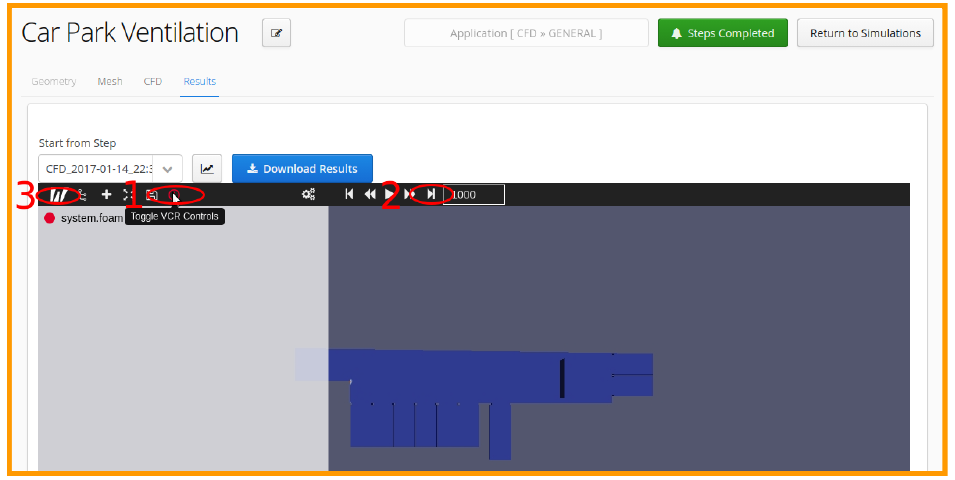 Car Park Ventilation
Application [ CFD » GENERAL ]
Steps Completed
Return to Simulations
Geometry Mesh CFD Results
Start from Step
CFD_2017-01-14_22:3
Download Results
3 1 2 1000
system.foam
Toggle VCR Controls